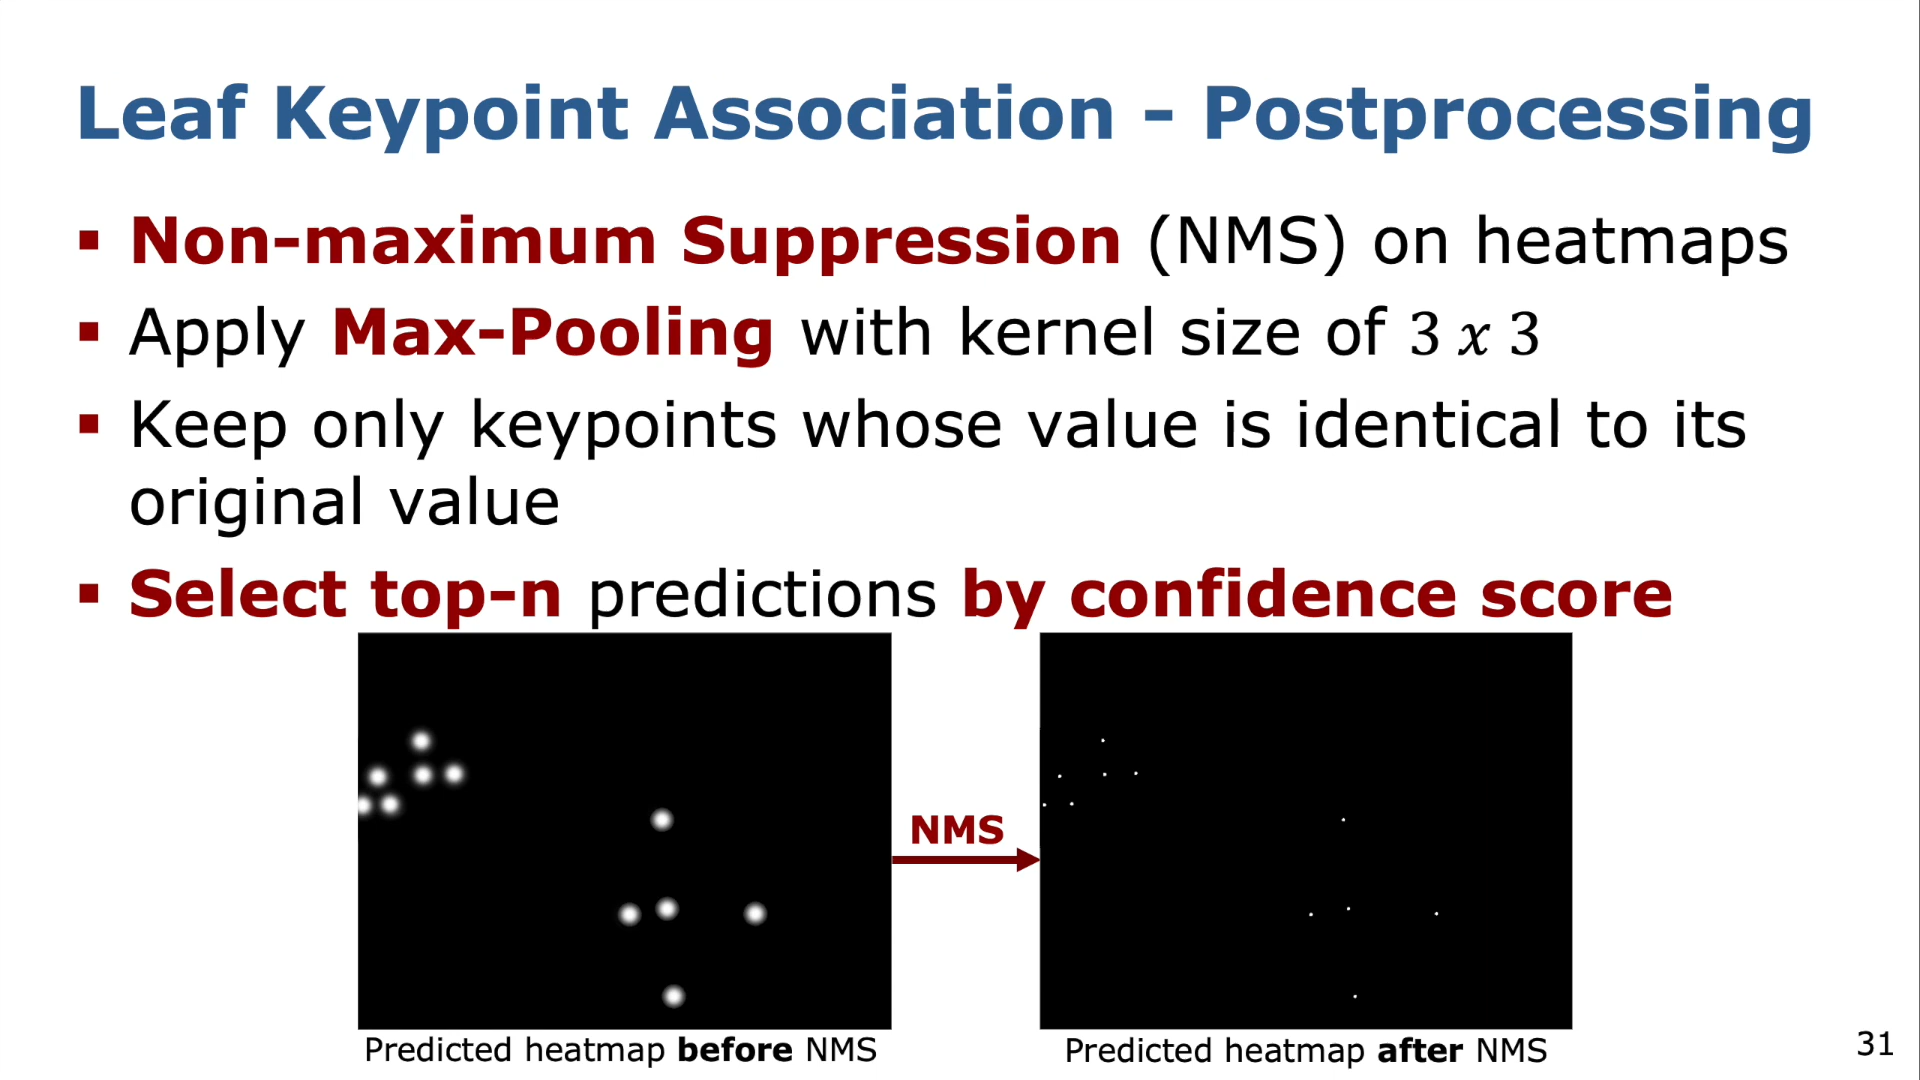 Leaf Keypoint Association - Postprocessing
▪ Non-maximum Suppression (NMS) on heatmaps
▪ Apply Max-Pooling with kernel size of 3 x 3
▪ Keep only keypoints whose value is identical to its
original value
▪ Select top-n predictions by confidence score
NMS
Predicted heatmap before NMS
Predicted heatmap after NMS
31